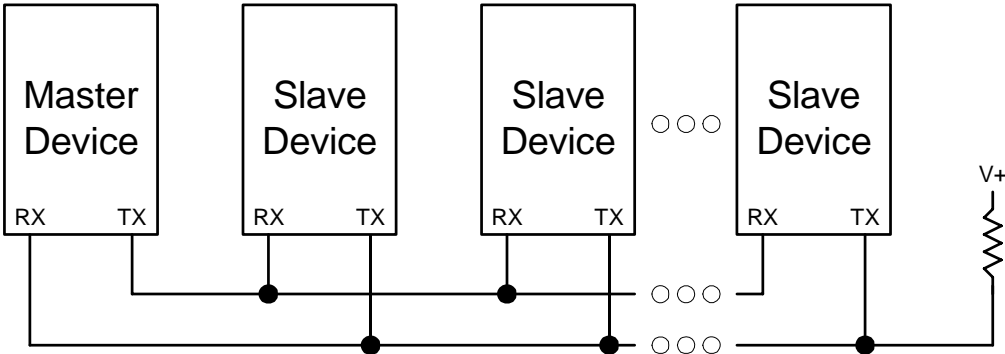 Master
Device
Slave
Device
Slave
Device
Slave
Device
RX TX
RX TX
RX TX
RX TX
V+